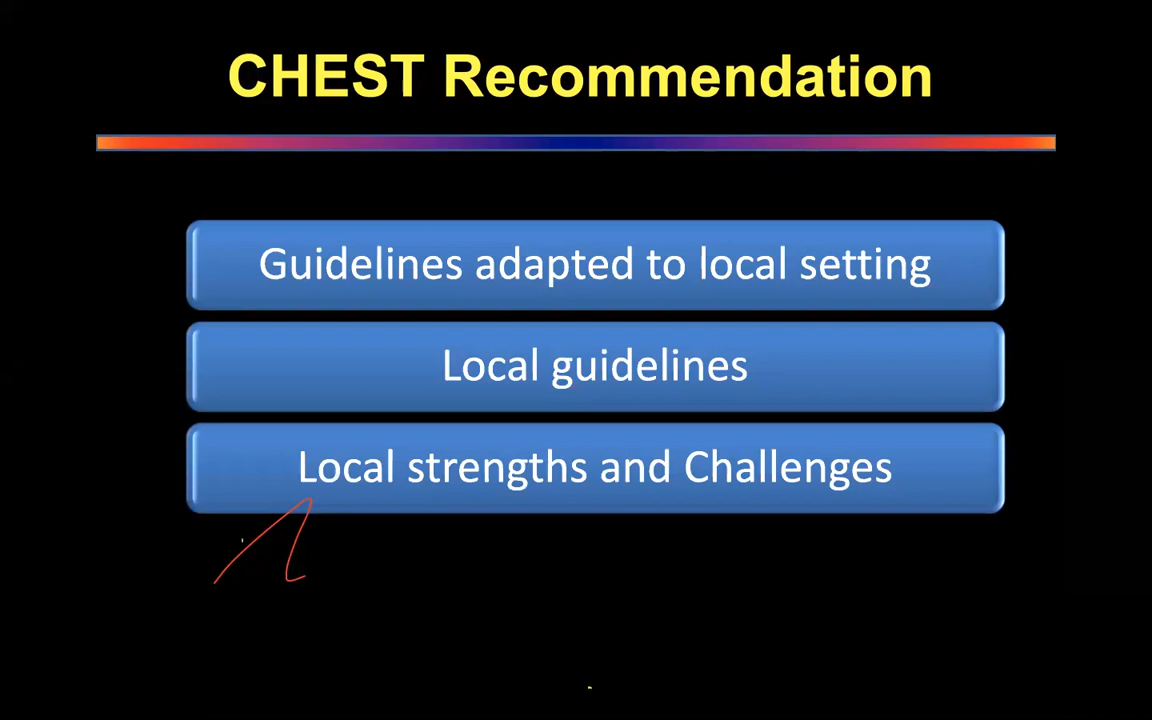 CHEST Recommendation
Guidelines adapted to local setting
Local guidelines
Local strengths and Challenges